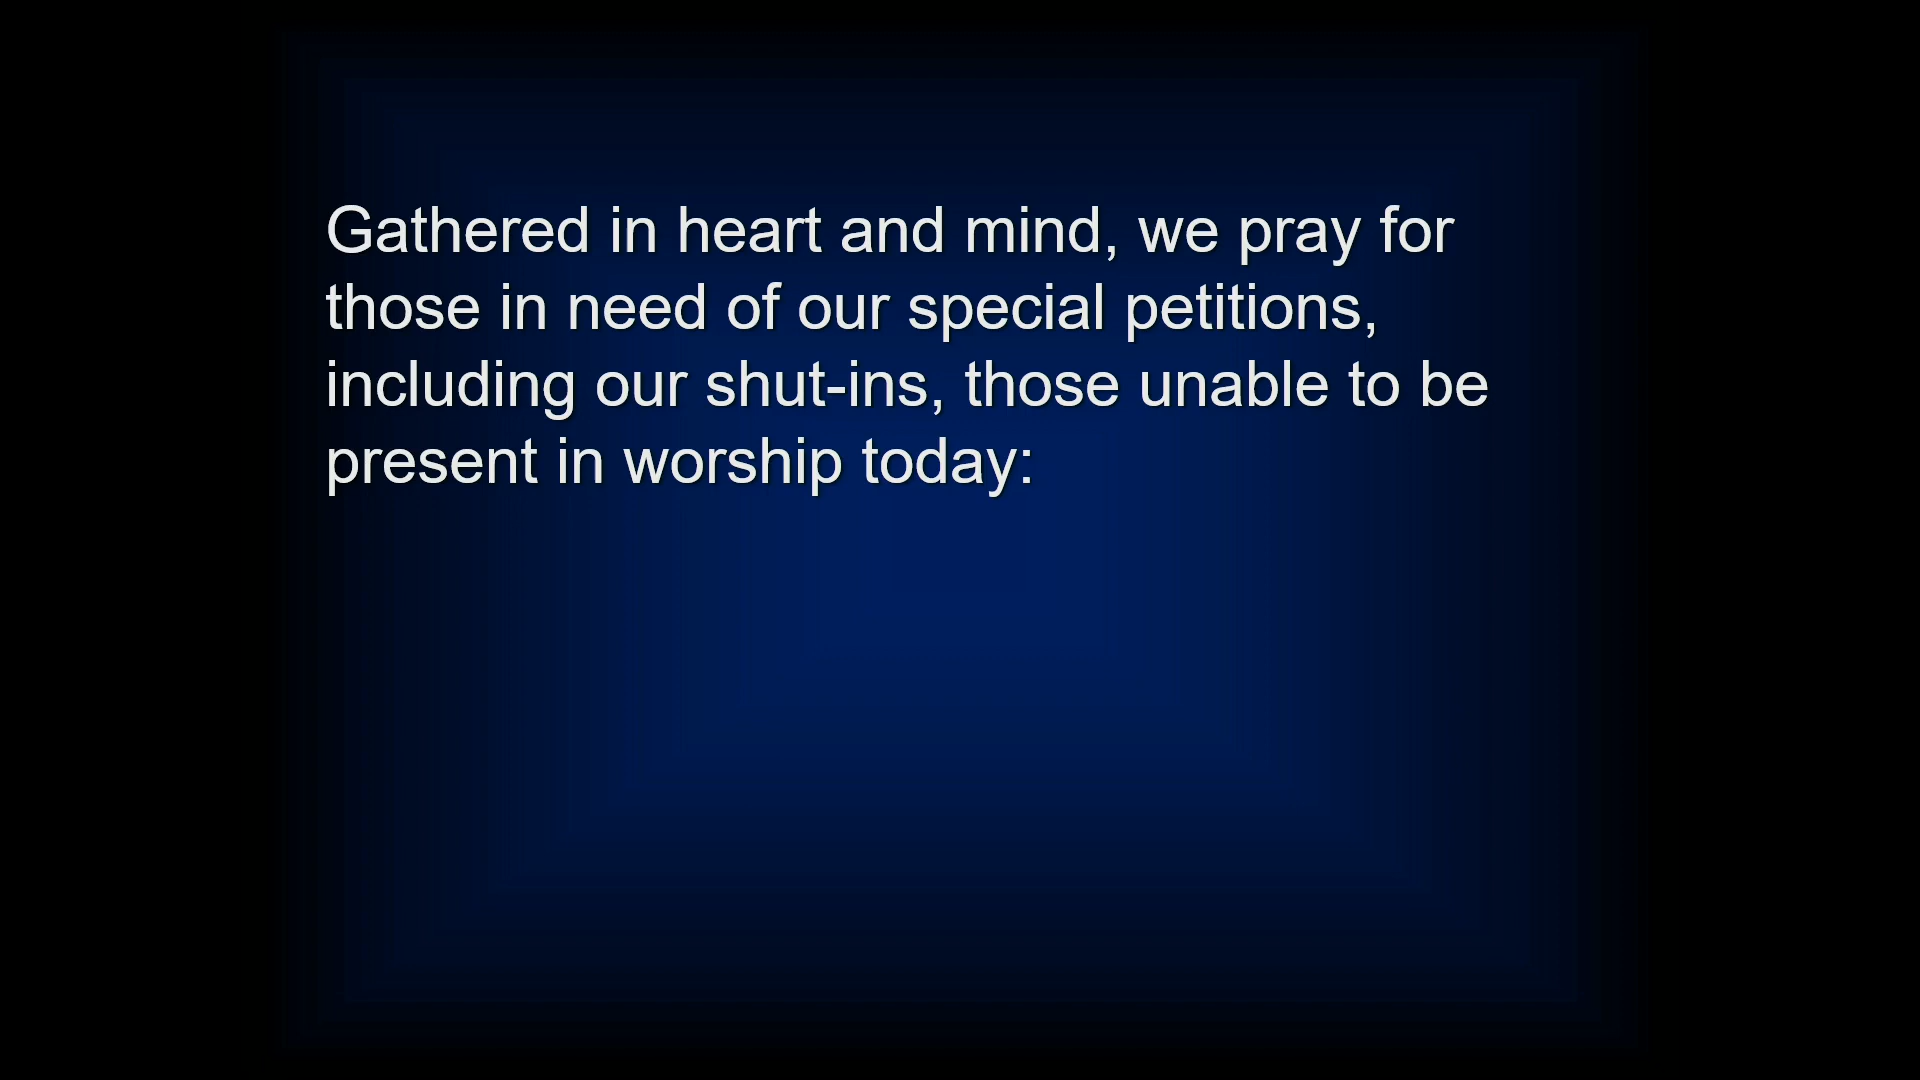 Gathered in heart and mind, we pray for
those in need of our special petitions,
including our shut-ins, those unable to be
present in worship today: